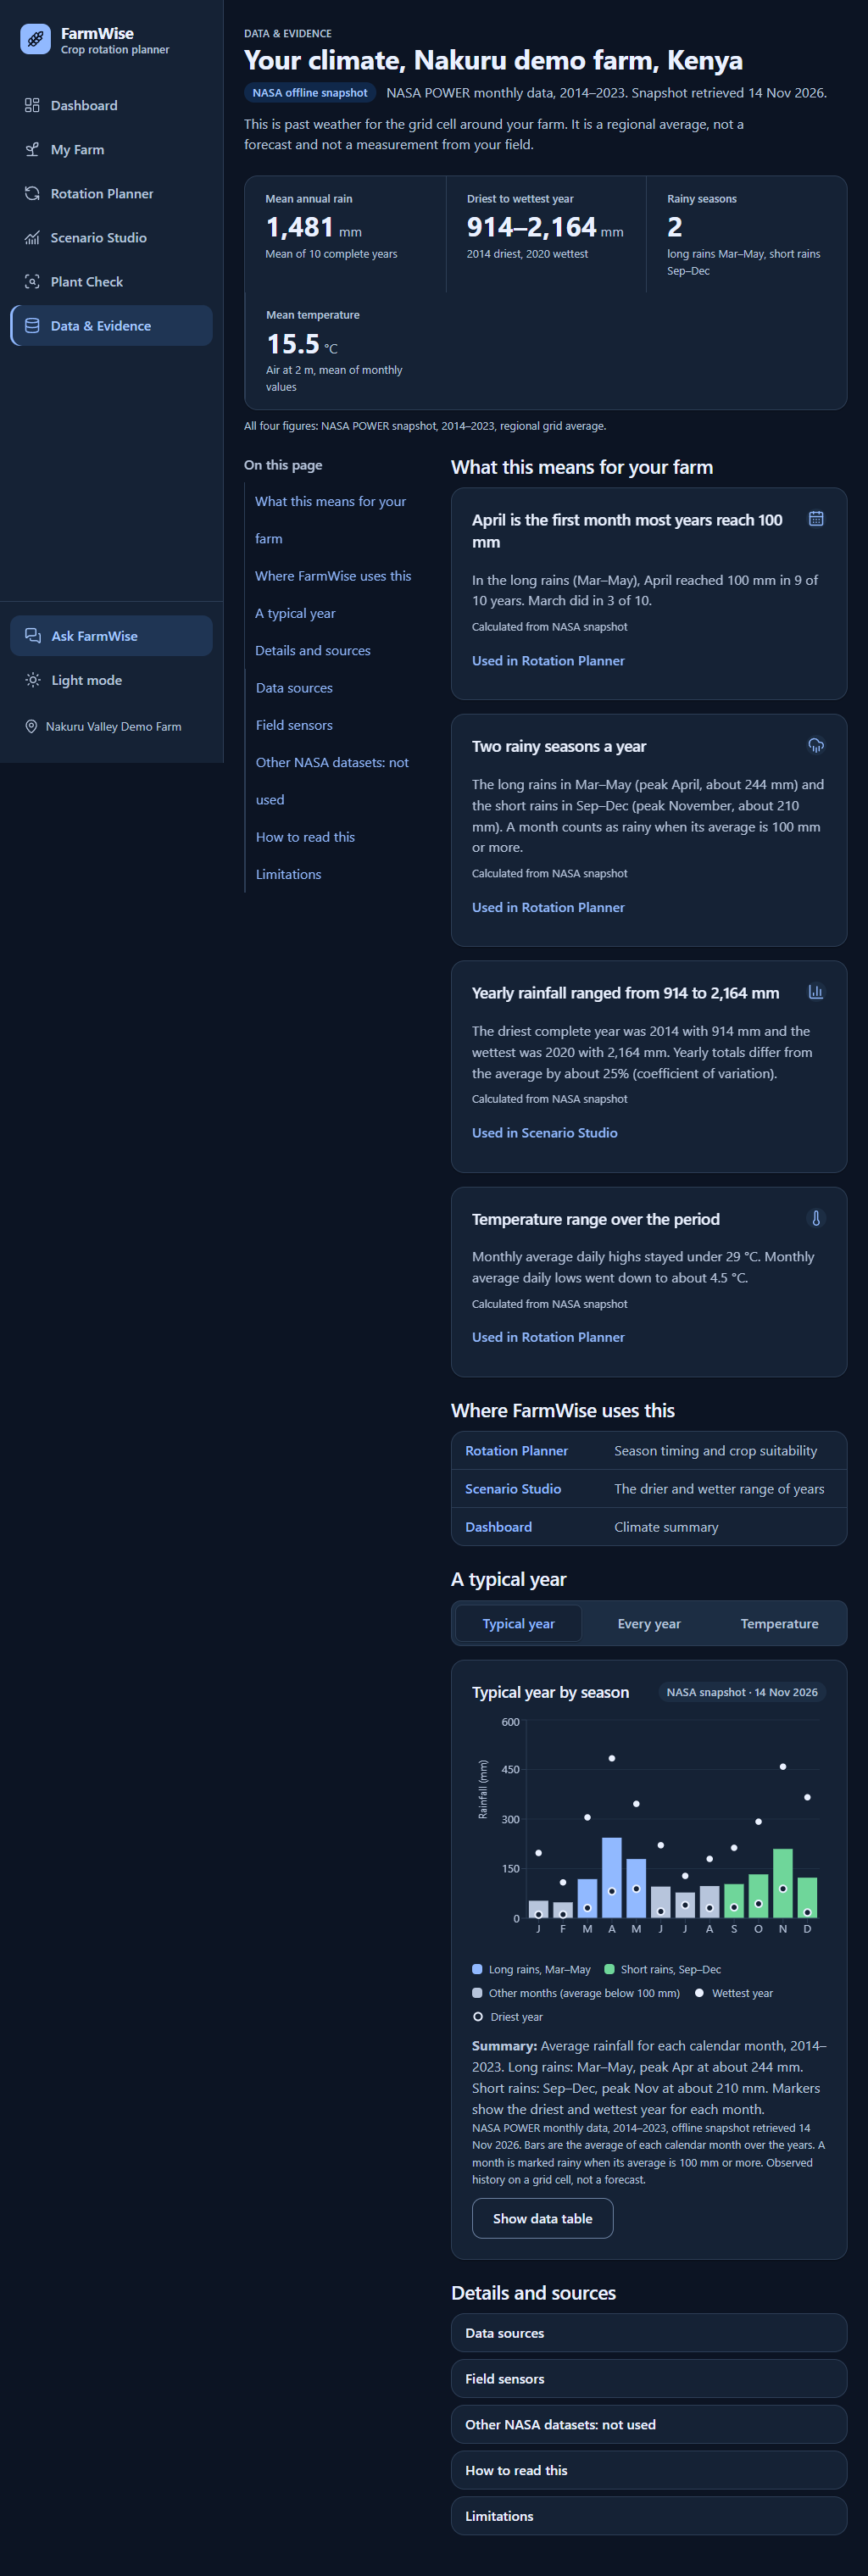 FarmWise
Crop rotation planner
Dashboard
My Farm
Rotation Planner
Scenario Studio
Plant Check
Data & Evidence
Ask FarmWise
Light mode
Nakuru Valley Demo Farm
DATA & EVIDENCE
Your climate, Nakuru demo farm, Kenya
NASA offline snapshot NASA POWER monthly data, 2014–2023. Snapshot retrieved 14 Nov 2026.
This is past weather for the grid cell around your farm. It is a regional average, not a
forecast and not a measurement from your field.
Mean annual rain
1,481 mm
Mean of 10 complete years
Driest to wettest year
914–2,164 mm
2014 driest, 2020 wettest
Rainy seasons
2
long rains Mar–May, short rains
Sep–Dec
Mean temperature
15.5 °C
Air at 2 m, mean of monthly
values
All four figures: NASA POWER snapshot, 2014–2023, regional grid average.
On this page
What this means for your
farm
Where FarmWise uses this
A typical year
Details and sources
Data sources
Field sensors
Other NASA datasets: not
used
How to read this
Limitations
What this means for your farm
April is the first month most years reach 100
mm
In the long rains (Mar–May), April reached 100 mm in 9 of
10 years. March did in 3 of 10.
Calculated from NASA snapshot
Used in Rotation Planner
Two rainy seasons a year
The long rains in Mar–May (peak April, about 244 mm) and
the short rains in Sep–Dec (peak November, about 210
mm). A month counts as rainy when its average is 100 mm
or more.
Calculated from NASA snapshot
Used in Rotation Planner
Yearly rainfall ranged from 914 to 2,164 mm
The driest complete year was 2014 with 914 mm and the
wettest was 2020 with 2,164 mm. Yearly totals differ from
the average by about 25% (coefficient of variation).
Calculated from NASA snapshot
Used in Scenario Studio
Temperature range over the period
Monthly average daily highs stayed under 29 °C. Monthly
average daily lows went down to about 4.5 °C.
Calculated from NASA snapshot
Used in Rotation Planner
Where FarmWise uses this
Rotation Planner Season timing and crop suitability
Scenario Studio The drier and wetter range of years
Dashboard Climate summary
A typical year
Typical year Every year Temperature
Typical year by season NASA snapshot · 14 Nov 2026
Rainfall (mm)
600
450
300
150
0
J F M A M J J A S O N D
Long rains, Mar–May Short rains, Sep–Dec
Other months (average below 100 mm) Wettest year
Driest year
Summary: Average rainfall for each calendar month, 2014–
2023. Long rains: Mar–May, peak Apr at about 244 mm.
Short rains: Sep–Dec, peak Nov at about 210 mm. Markers
show the driest and wettest year for each month.
NASA POWER monthly data, 2014–2023, offline snapshot retrieved 14
Nov 2026. Bars are the average of each calendar month over the years. A
month is marked rainy when its average is 100 mm or more. Observed
history on a grid cell, not a forecast.
Show data table
Details and sources
Data sources
Field sensors
Other NASA datasets: not used
How to read this
Limitations